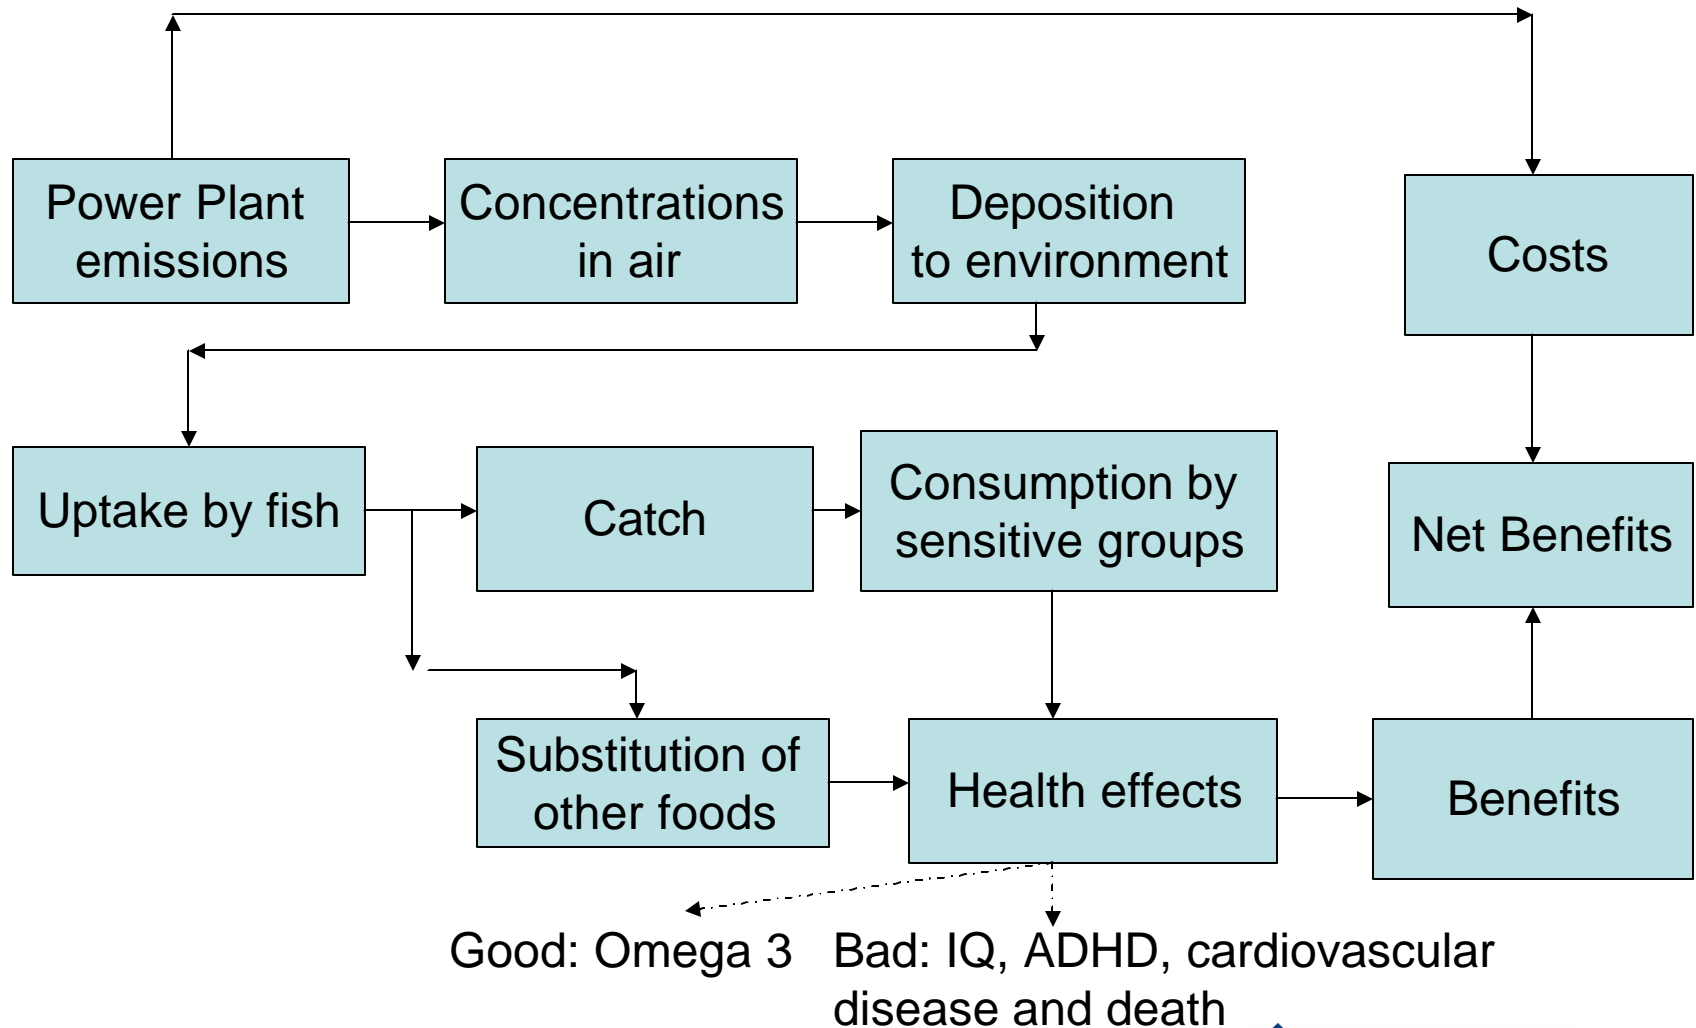 Power Plant
emissions
Concentrations
in air
Deposition
to environment
Costs
Uptake by fish
Catch
Consumption by
sensitive groups
Net Benefits
Substitution of
other foods
Health effects
Benefits
Good: Omega 3
Bad: IQ, ADHD, cardiovascular
disease and death